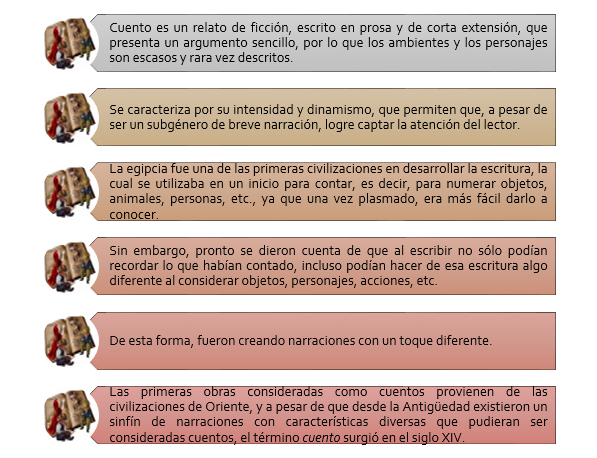 Cuento es un relato de ficción, escrito en prosa y de corta extensión, que
presenta un argumento sencillo, por lo que los ambientes y los personajes
son escasos y rara vez descritos.
Se caracteriza por su intensidad y dinamismo, que permiten que, a pesar de
ser un subgénero de breve narración, logre captar la atención del lector.
La egipcia fue una de las primeras civilizaciones en desarrollar la escritura, la
cual se utilizaba en un inicio para contar, es decir, para numerar objetos,
animales, personas, etc., ya que una vez plasmado, era más fácil darlo a
conocer.
Sin embargo, pronto se dieron cuenta de que al escribir no sólo podían
recordar lo que habían contado, incluso podían hacer de esa escritura algo
diferente al considerar objetos, personajes, acciones, etc.
De esta forma, fueron creando narraciones con un toque diferente.
Las primeras obras consideradas como cuentos provienen de las
civilizaciones de Oriente, y a pesar de que desde la Antigüedad existieron un
sinfín de narraciones con características diversas que pudieran ser
consideradas cuentos, el término cuento surgió en el siglo XIV.